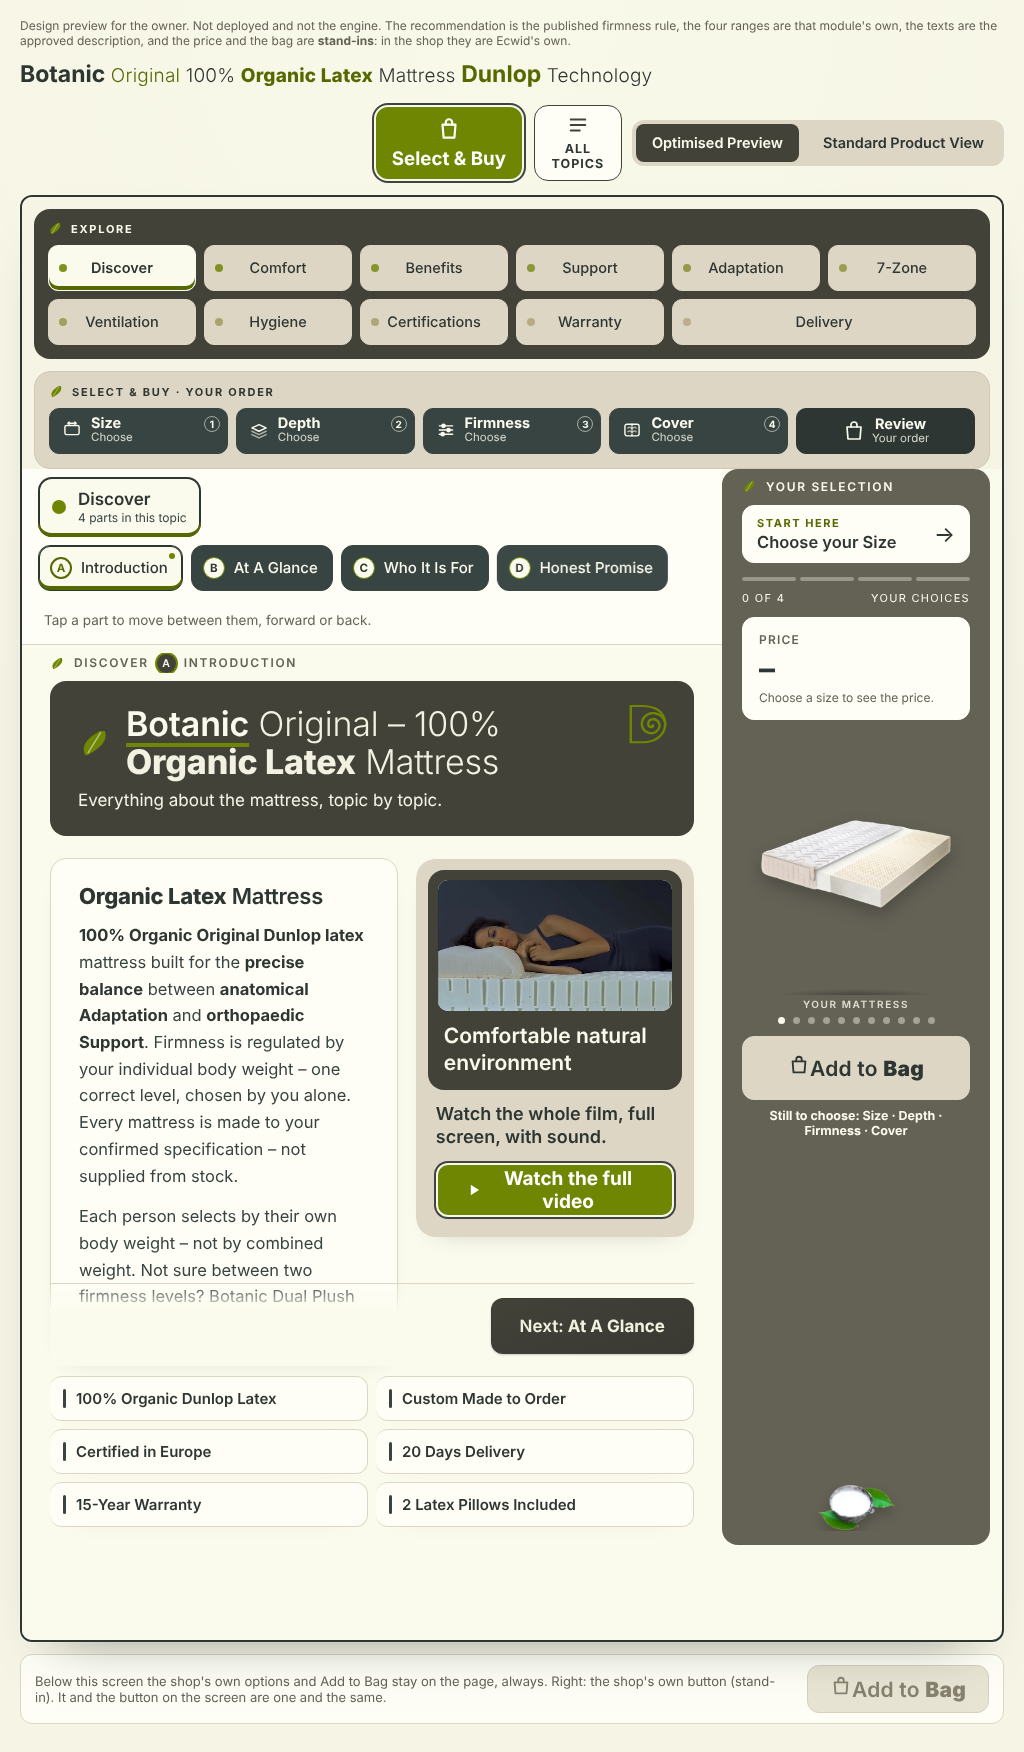 Design preview for the owner. Not deployed and not the engine. The recommendation is the published firmness rule, the four ranges are that module's own, the texts are the
approved description, and the price and the bag are stand-ins: in the shop they are Ecwid's own.
Botanic Original 100% Organic Latex Mattress Dunlop Technology
Select & Buy
ALL
TOPICS
Optimised Preview
Standard Product View
EXPLORE
Discover
Comfort
Benefits
Support
Adaptation
7-Zone
Ventilation
Hygiene
Certifications
Warranty
Delivery
SELECT & BUY · YOUR ORDER
Size
Choose
1
Depth
Choose
2
Firmness
Choose
3
Cover
Choose
4
Review
Your order
Discover
4 parts in this topic
A Introduction
B At A Glance
C Who It Is For
D Honest Promise
Tap a part to move between them, forward or back.
DISCOVER A INTRODUCTION
Botanic Original – 100%
Organic Latex Mattress
Everything about the mattress, topic by topic.
Organic Latex Mattress
100% Organic Original Dunlop latex
mattress built for the precise
balance between anatomical
Adaptation and orthopaedic
Support. Firmness is regulated by
your individual body weight – one
correct level, chosen by you alone.
Every mattress is made to your
confirmed specification – not
supplied from stock.
Each person selects by their own
body weight – not by combined
weight. Not sure between two
firmness levels? Botanic Dual Plush
Comfortable natural
environment
Watch the whole film, full
screen, with sound.
Watch the full
video
Next: At A Glance
100% Organic Dunlop Latex
Custom Made to Order
Certified in Europe
20 Days Delivery
15-Year Warranty
2 Latex Pillows Included
YOUR SELECTION
START HERE
Choose your Size
0 OF 4
YOUR CHOICES
PRICE
–
Choose a size to see the price.
YOUR MATTRESS
Add to Bag
Still to choose: Size · Depth ·
Firmness · Cover
Below this screen the shop's own options and Add to Bag stay on the page, always. Right: the shop's own button (stand-
in). It and the button on the screen are one and the same.
Add to Bag